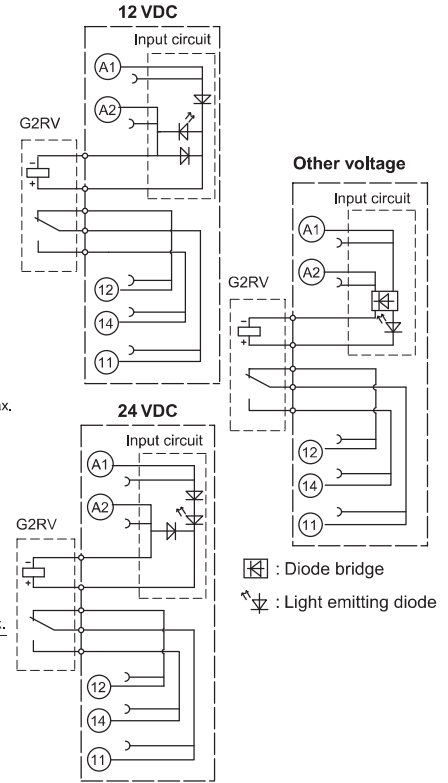 12 VDC
Input circuit
A1
A2
G2RV
−
+
12
14
11
Other voltage
Input circuit
A1
A2
G2RV
−
+
12
14
11
24 VDC
Input circuit
A1
A2
G2RV
−
+
12
14
11
: Diode bridge
: Light emitting diode